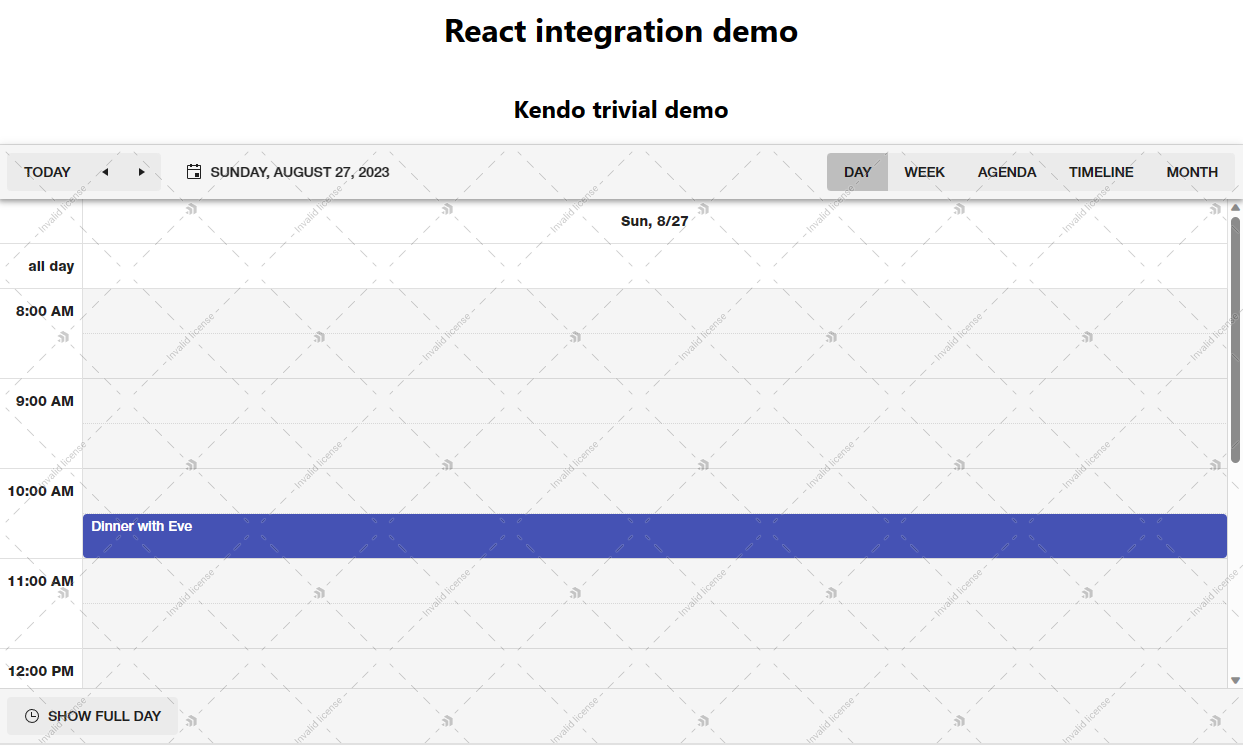 React integration demo
Kendo trivial demo
TODAY SUNDAY, AUGUST 27, 2023 DAY WEEK AGENDA TIMELINE MONTH
Sun, 8/27
all day
8:00 AM
9:00 AM
10:00 AM
Dinner with Eve
11:00 AM
12:00 PM
SHOW FULL DAY
Invalid license